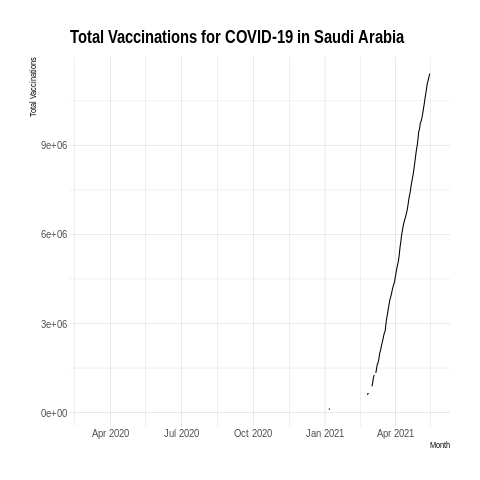 Total Vaccinations for COVID-19 in Saudi Arabia
Total Vaccinations
9e+06
6e+06
3e+06
0e+00
Apr 2020 Jul 2020 Oct 2020 Jan 2021 Apr 2021
Month